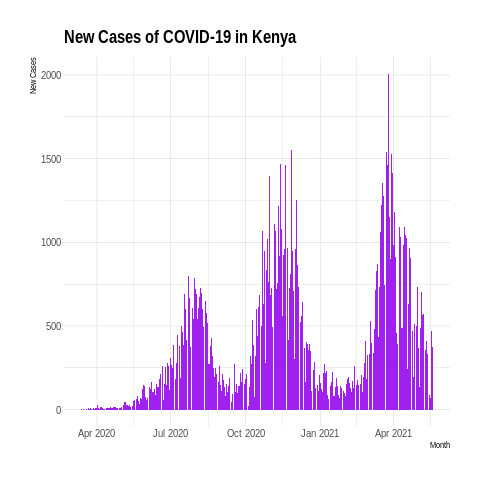 New Cases of COVID-19 in Kenya
New Cases
2000
1500
1000
500
0
Apr 2020 Jul 2020 Oct 2020 Jan 2021 Apr 2021
Month